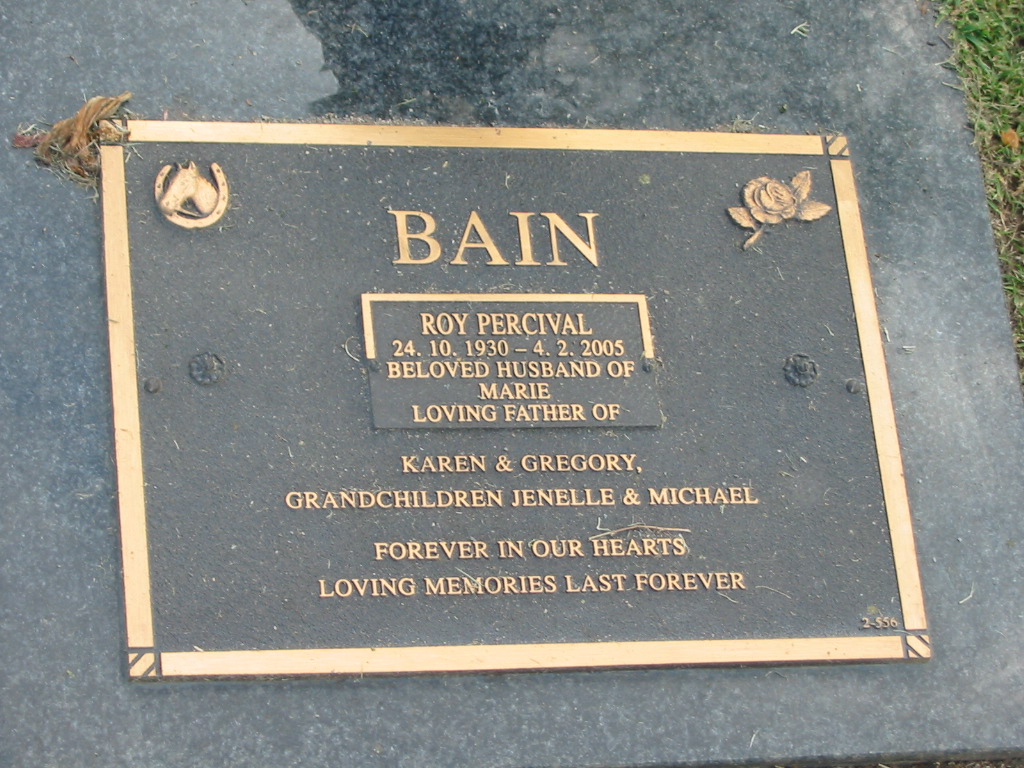 BAIN
ROY PERCIVAL
24. 10. 1930 – 4. 2. 2005
BELOVED HUSBAND OF
MARIE
LOVING FATHER OF
KAREN & GREGORY,
GRANDCHILDREN JENELLE & MICHAEL
FOREVER IN OUR HEARTS
LOVING MEMORIES LAST FOREVER
2-556